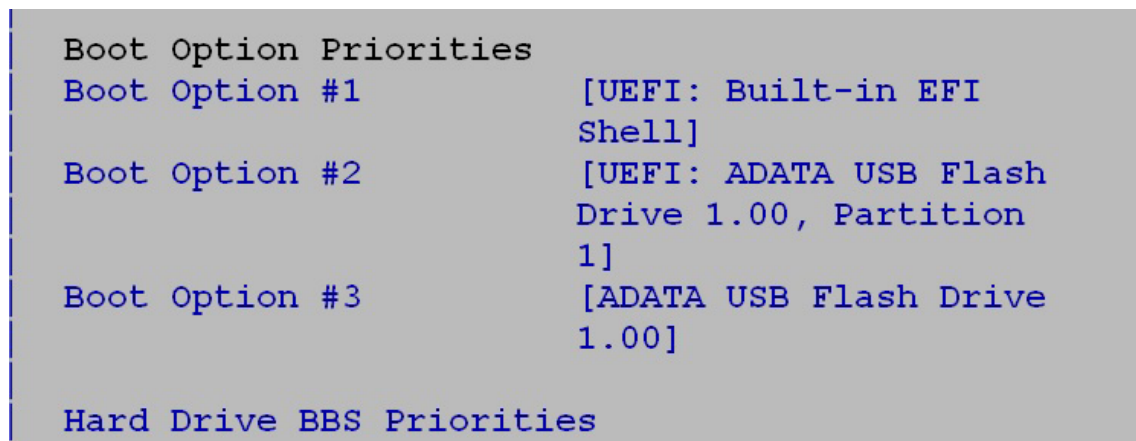 Boot Option Priorities
Boot Option #1 [UEFI: Built-in EFI
Shell]
Boot Option #2 [UEFI: ADATA USB Flash
Drive 1.00, Partition
1]
Boot Option #3 [ADATA USB Flash Drive
1.00]
Hard Drive BBS Priorities